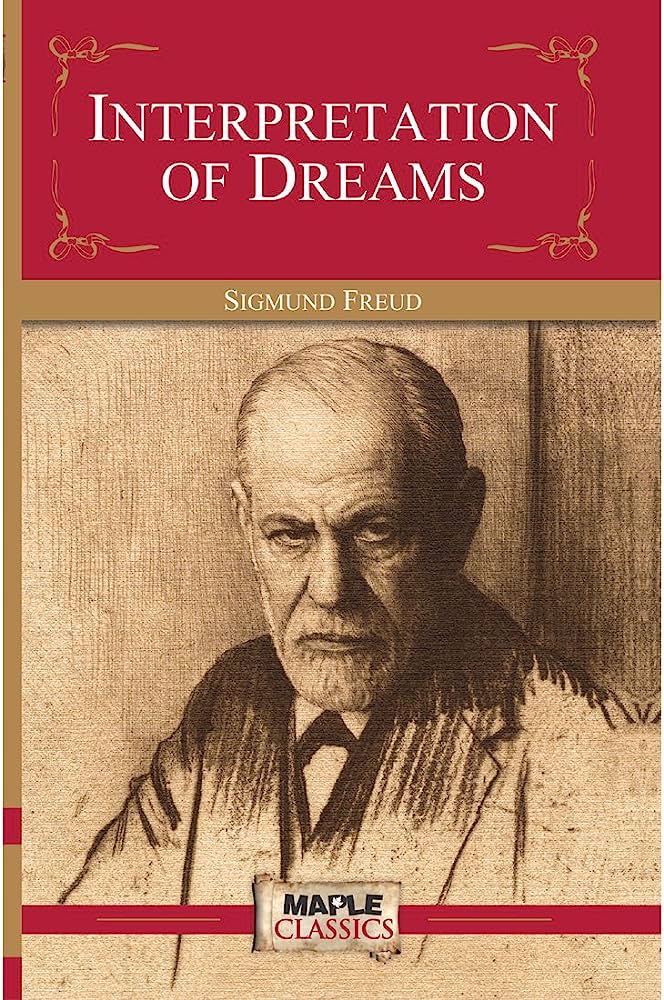 INTERPRETATION
OF DREAMS
SIGMUND FREUD
MAPLE
CLASSICS